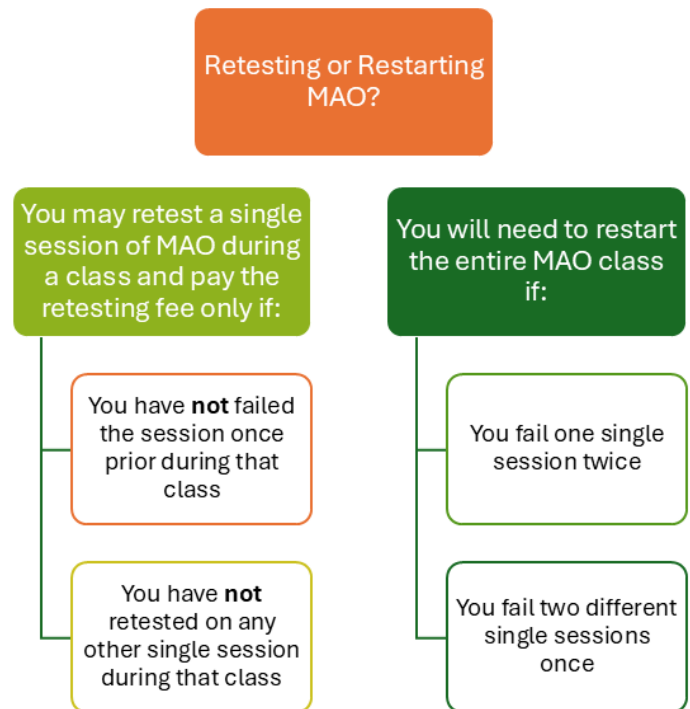 Retesting or Restarting
MAO?
You may retest a single
session of MAO during
a class and pay the
retesting fee only if:
You have not failed
the session once
prior during that
class
You have not
retested on any
other single session
during that class
You will need to restart
the entire MAO class
if:
You fail one single
session twice
You fail two different
single sessions
once